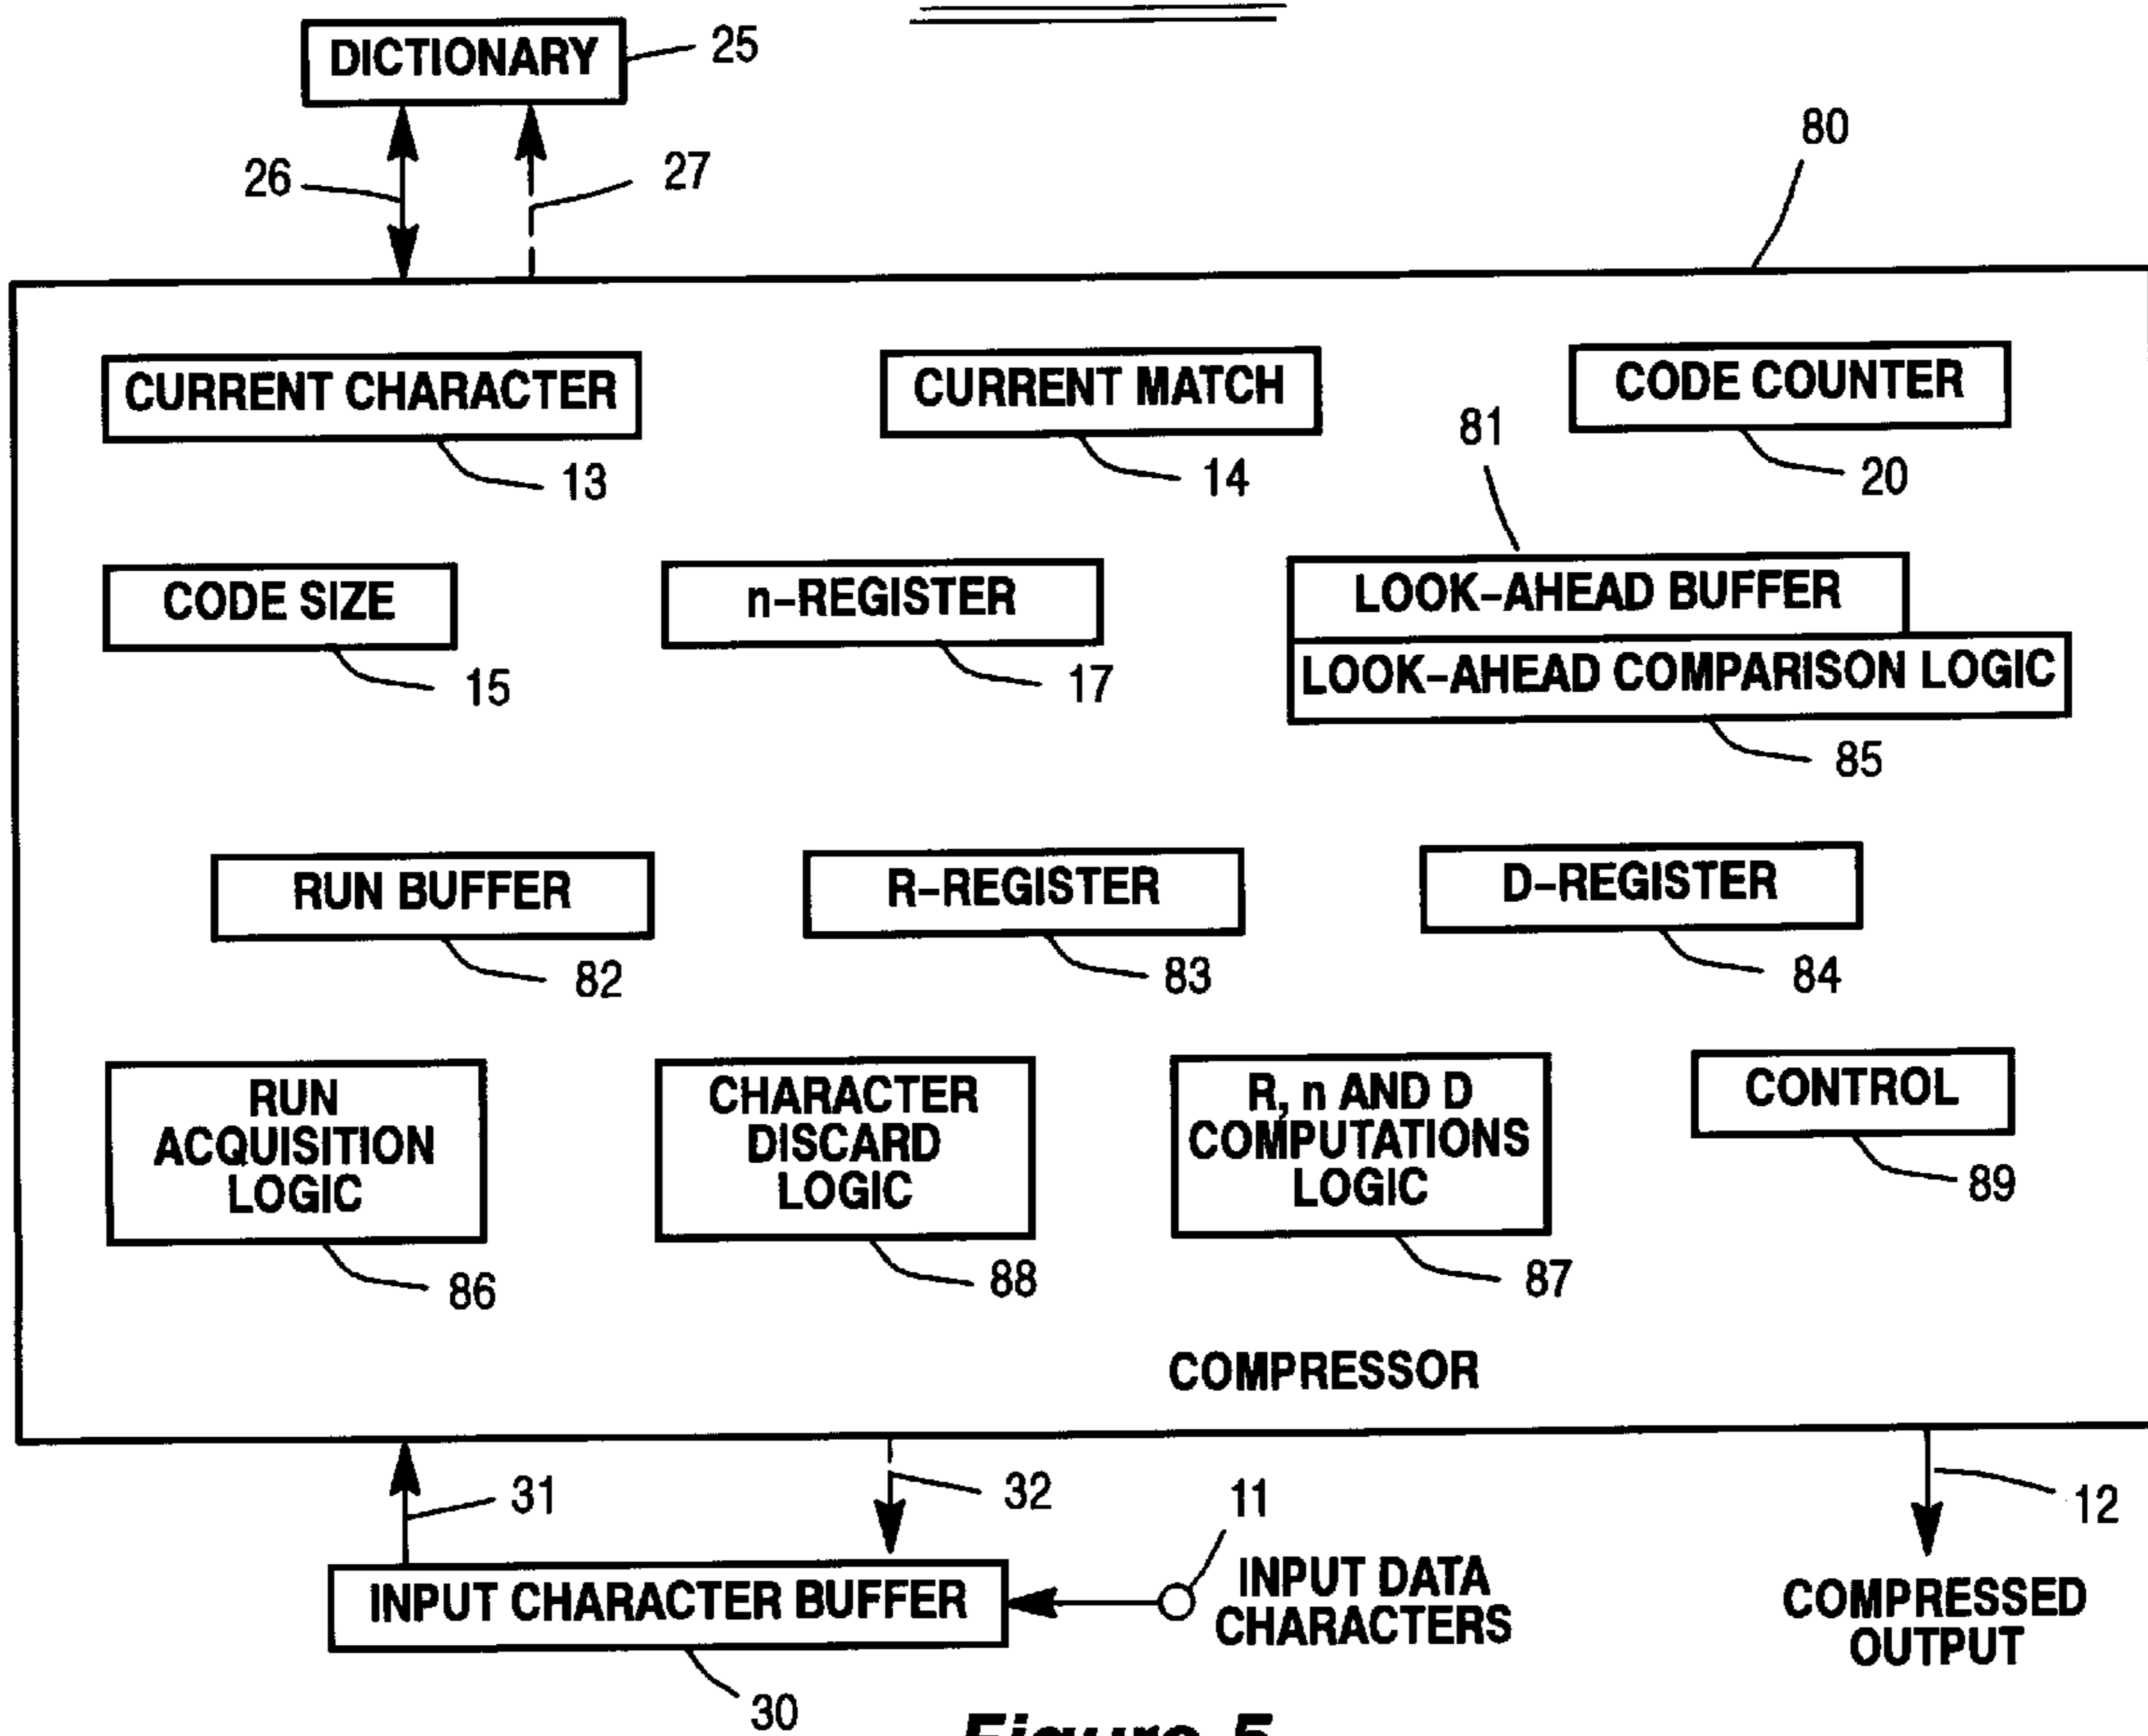 DICTIONARY
25
26
27
80
CURRENT CHARACTER
13
CURRENT MATCH
14
CODE COUNTER
20
81
CODE SIZE
15
n-REGISTER
17
LOOK-AHEAD BUFFER
LOOK-AHEAD COMPARISON LOGIC
85
RUN BUFFER
82
R-REGISTER
83
D-REGISTER
84
RUN
ACQUISITION
LOGIC
86
CHARACTER
DISCARD
LOGIC
88
R, n AND D
COMPUTATIONS
LOGIC
87
CONTROL
89
COMPRESSOR
31
32
11
12
INPUT CHARACTER BUFFER
30
INPUT DATA
CHARACTERS
COMPRESSED
OUTPUT
Figure 5